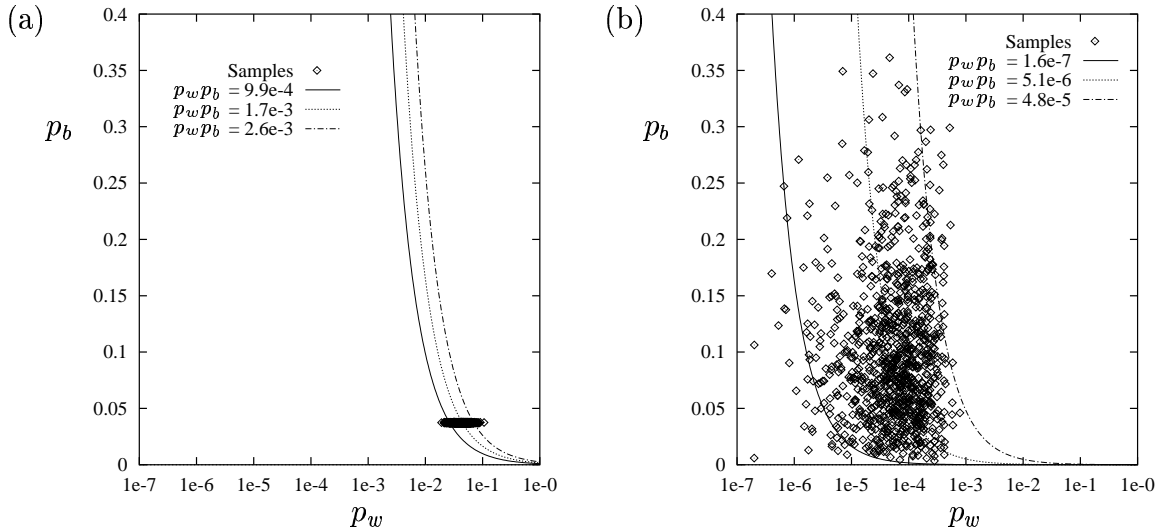 (a)
0.4
0.35
0.3
0.25
0.2
0.15
0.1
0.05
0
p_b
Samples
p_w p_b = 9.9e-4
p_w p_b = 1.7e-3
p_w p_b = 2.6e-3
1e-7 1e-6 1e-5 1e-4 1e-3 1e-2 1e-1 1e-0
p_w
(b)
0.4
0.35
0.3
0.25
0.2
0.15
0.1
0.05
0
p_b
Samples
p_w p_b = 1.6e-7
p_w p_b = 5.1e-6
p_w p_b = 4.8e-5
1e-7 1e-6 1e-5 1e-4 1e-3 1e-2 1e-1 1e-0
p_w